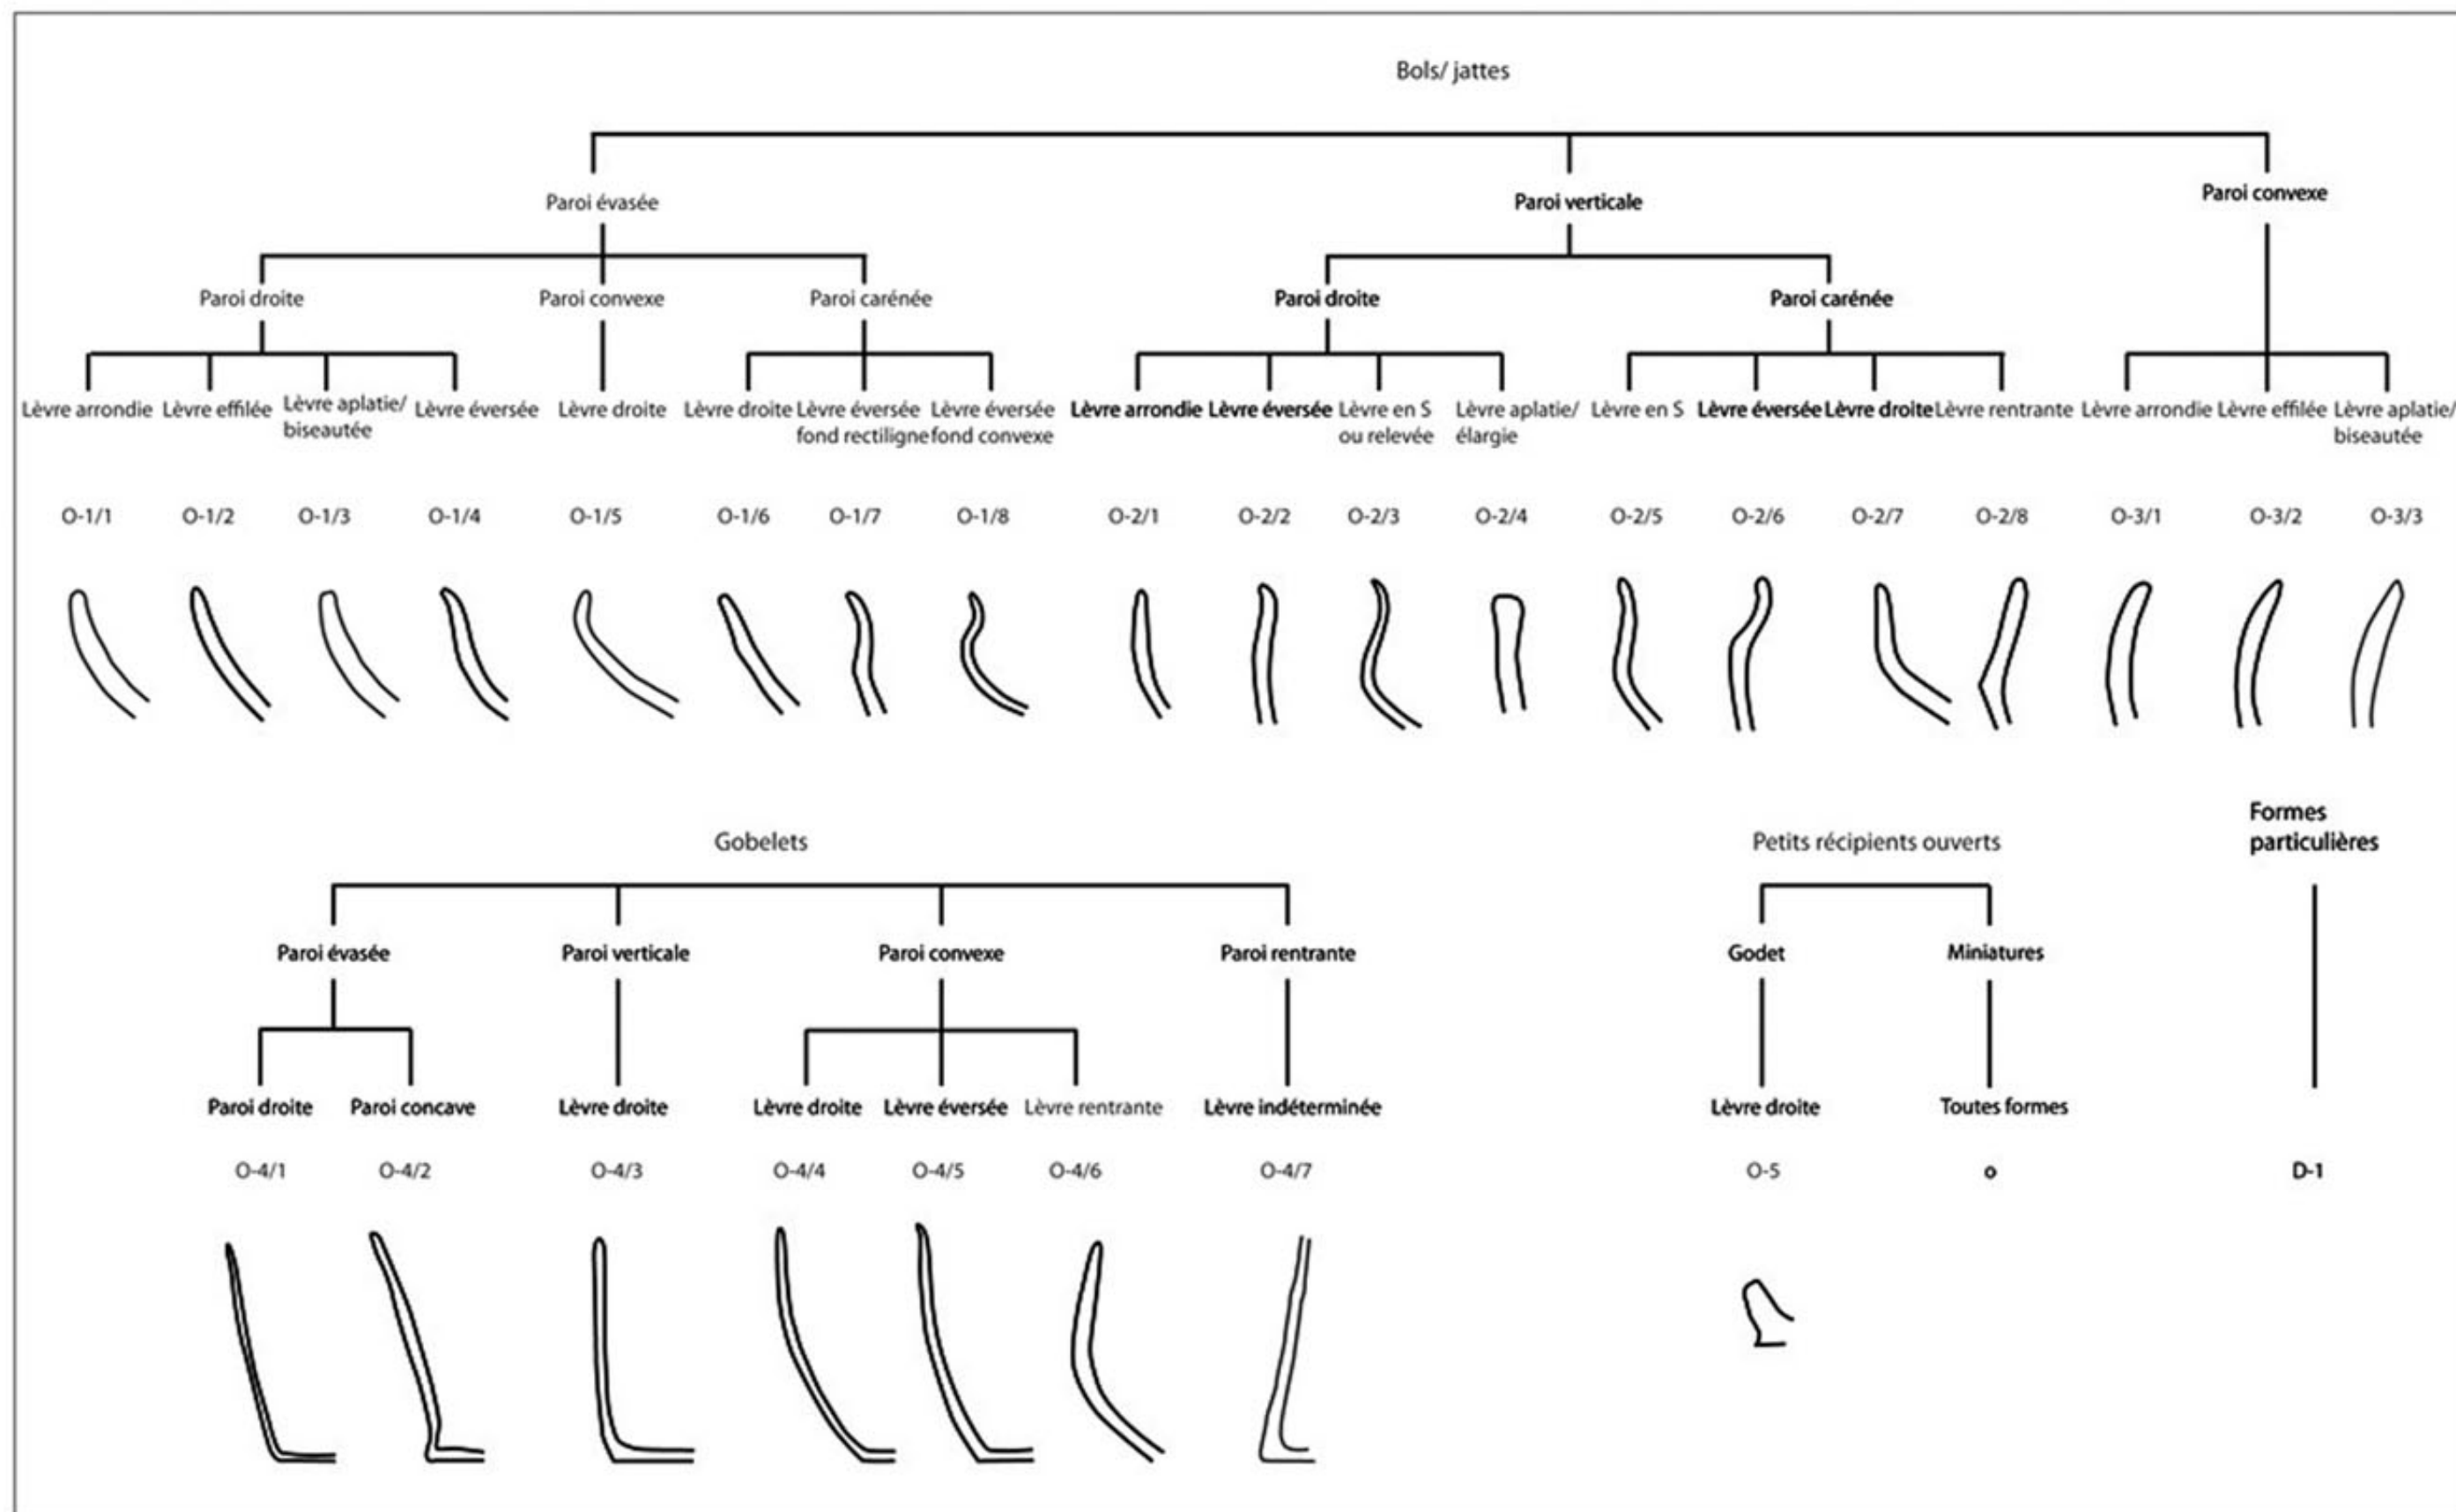 Bols/ jattes
Paroi évasée Paroi verticale Paroi convexe
Paroi droite Paroi convexe Paroi carénée Paroi droite Paroi carénée
Lèvre arrondie Lèvre effilée Lèvre aplatie/ Lèvre éversée Lèvre droite Lèvre droite Lèvre éversée Lèvre éversée Lèvre arrondie Lèvre éversée Lèvre en S Lèvre aplatie/ Lèvre en S Lèvre éversée Lèvre droite Lèvre rentrante Lèvre arrondie Lèvre effilée Lèvre aplatie/
biseautée fond rectiligne fond convexe ou relevée élargie biseautée
O-1/1 O-1/2 O-1/3 O-1/4 O-1/5 O-1/6 O-1/7 O-1/8 O-2/1 O-2/2 O-2/3 O-2/4 O-2/5 O-2/6 O-2/7 O-2/8 O-3/1 O-3/2 O-3/3
Gobelets Petits récipients ouverts Formes
particulières
Paroi évasée Paroi verticale Paroi convexe Paroi rentrante Godet Miniatures
Paroi droite Paroi concave Lèvre droite Lèvre droite Lèvre éversée Lèvre rentrante Lèvre indéterminée Lèvre droite Toutes formes
O-4/1 O-4/2 O-4/3 O-4/4 O-4/5 O-4/6 O-4/7 O-5 o D-1